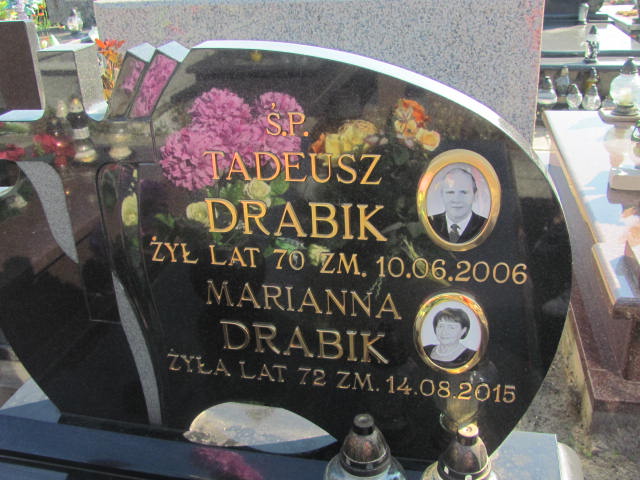 Ś.P.
TADEUSZ
DRABIK
ŻYŁ LAT 70 ZM. 10.06.2006
MARIANNA
DRABIK
ŻYŁA LAT 72 ZM. 14.08.2015